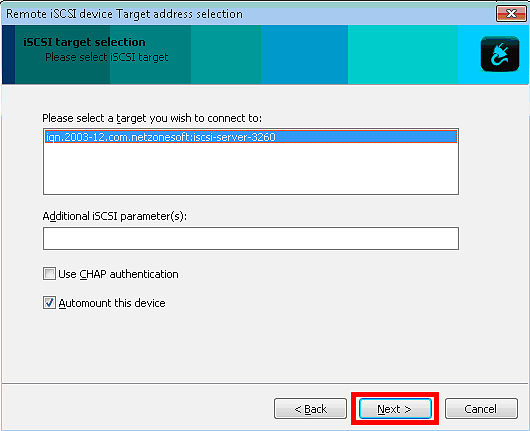 Remote iSCSI device Target address selection
iSCSI target selection
Please select iSCSI target
Please select a target you wish to connect to:
iqn.2003-12.com.netzonesoft:iscsi-server-3260
Additional iSCSI parameter(s):
Use CHAP authentication
Automount this device
< Back
Next >
Cancel